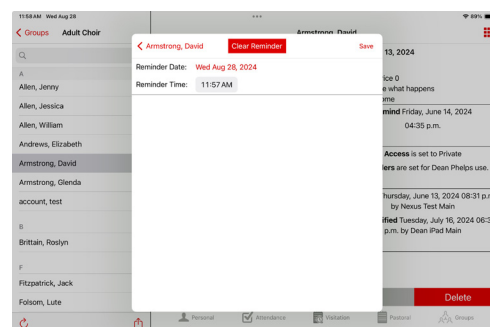 11:58 AM Wed Aug 28
89%
Groups Adult Choir
Armstrong, David
A
Allen, Jenny
Allen, Jessica
Allen, William
Andrews, Elizabeth
Armstrong, David
Armstrong, Glenda
account, test
B
Brittain, Roslyn
F
Fitzpatrick, Jack
Folsom, Lute
Armstrong, David Clear Reminder Save
Reminder Date: Wed Aug 28, 2024
Reminder Time: 11:57 AM
13, 2024
ice 0
e what happens
ome
mind Friday, June 14, 2024
04:35 p.m.
Access is set to Private
ers are set for Dean Phelps use.
hursday, June 13, 2024 08:31 p.
by Nexus Test Main
ified Tuesday, July 16, 2024 06:3
p.m. by Dean iPad Main
Delete
Personal Attendance Visitation Pastoral Groups